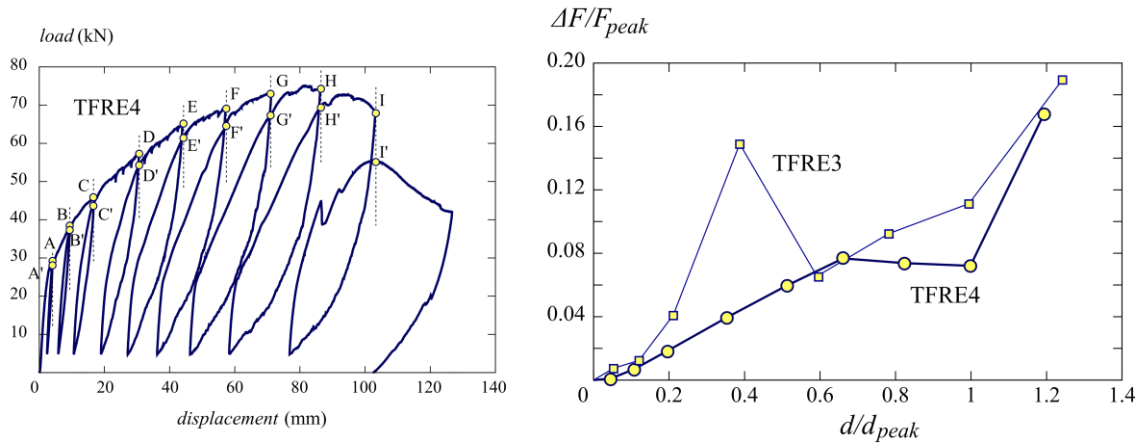 load (kN)
80
70
60
50
40
30
20
10
0
20
40
60
80
100
120
140
displacement (mm)
TFRE4
A
A'
B
B'
C
C'
D
D'
E
E'
F
F'
G
G'
H
H'
I
I'
ΔF/F_peak
0.20
0.16
0.12
0.08
0.04
0
0.2
0.4
0.6
0.8
1
1.2
1.4
d/d_peak
TFRE3
TFRE4